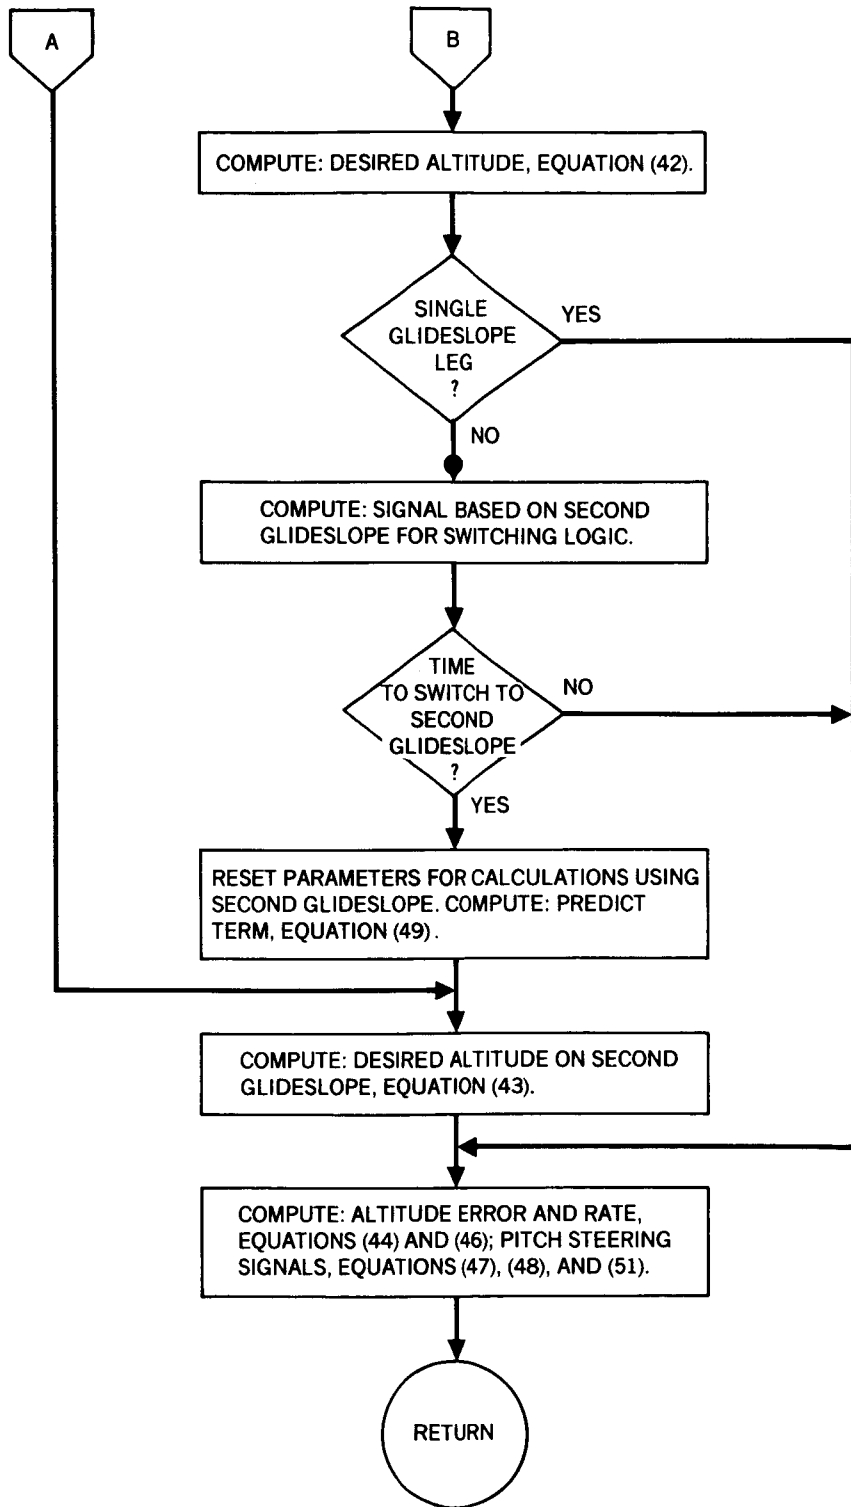 A
B
COMPUTE: DESIRED ALTITUDE, EQUATION (42).
SINGLE
GLIDESLOPE
LEG
?
YES
NO
COMPUTE: SIGNAL BASED ON SECOND
GLIDESLOPE FOR SWITCHING LOGIC.
TIME
TO SWITCH TO
SECOND
GLIDESLOPE
?
NO
YES
RESET PARAMETERS FOR CALCULATIONS USING
SECOND GLIDESLOPE. COMPUTE: PREDICT
TERM, EQUATION (49).
COMPUTE: DESIRED ALTITUDE ON SECOND
GLIDESLOPE, EQUATION (43).
COMPUTE: ALTITUDE ERROR AND RATE,
EQUATIONS (44) AND (46); PITCH STEERING
SIGNALS, EQUATIONS (47), (48), AND (51).
RETURN